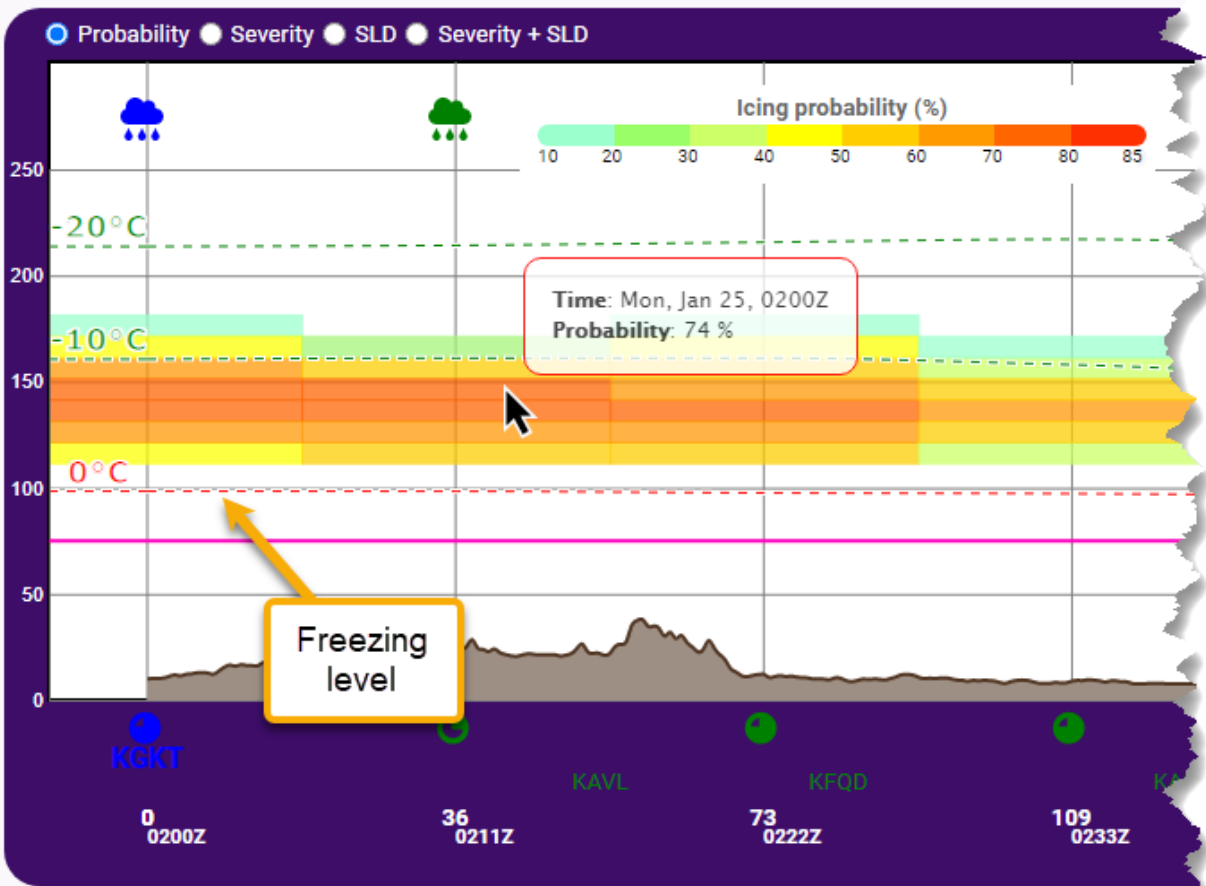 Probability Severity SLD Severity + SLD
Icing probability (%)
10 20 30 40 50 60 70 80 85
250
-20°C
200
Time: Mon, Jan 25, 0200Z
Probability: 74 %
-10°C
150
0°C
100
50
Freezing
level
0
KGKT
KAVL KFQD
0 36 73 109
0200Z 0211Z 0222Z 0233Z